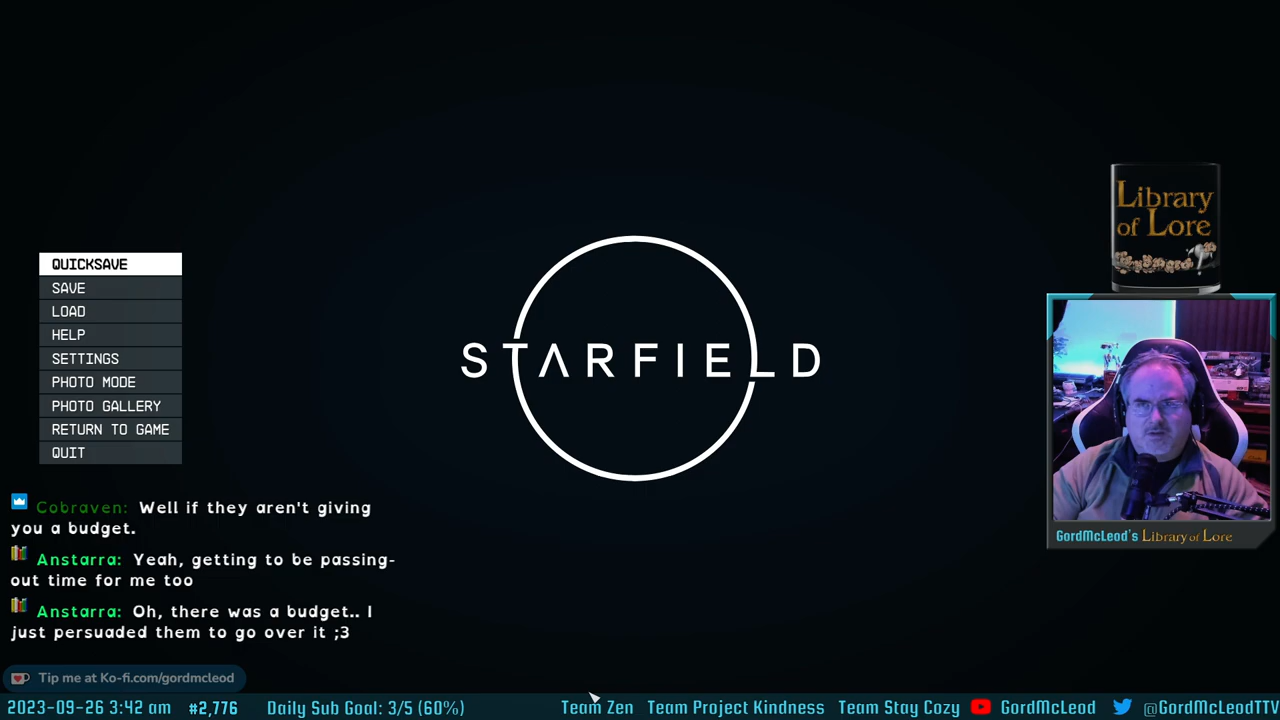 Library
of Lore
QUICKSAVE
SAVE
LOAD
HELP
SETTINGS
PHOTO MODE
PHOTO GALLERY
RETURN TO GAME
QUIT
STARFIELD
Cobraven: Well if they aren't giving
you a budget.
Anstarra: Yeah, getting to be passing-
out time for me too
Anstarra: Oh, there was a budget.. I
just persuaded them to go over it ;3
GordMcLeod's Library of Lore
Tip me at Ko-fi.com/gordmcleod
2023-09-26 3:42 am #2,776 Daily Sub Goal: 3/5 (60%) Team Zen Team Project Kindness Team Stay Cozy GordMcLeod @GordMcLeodTTV